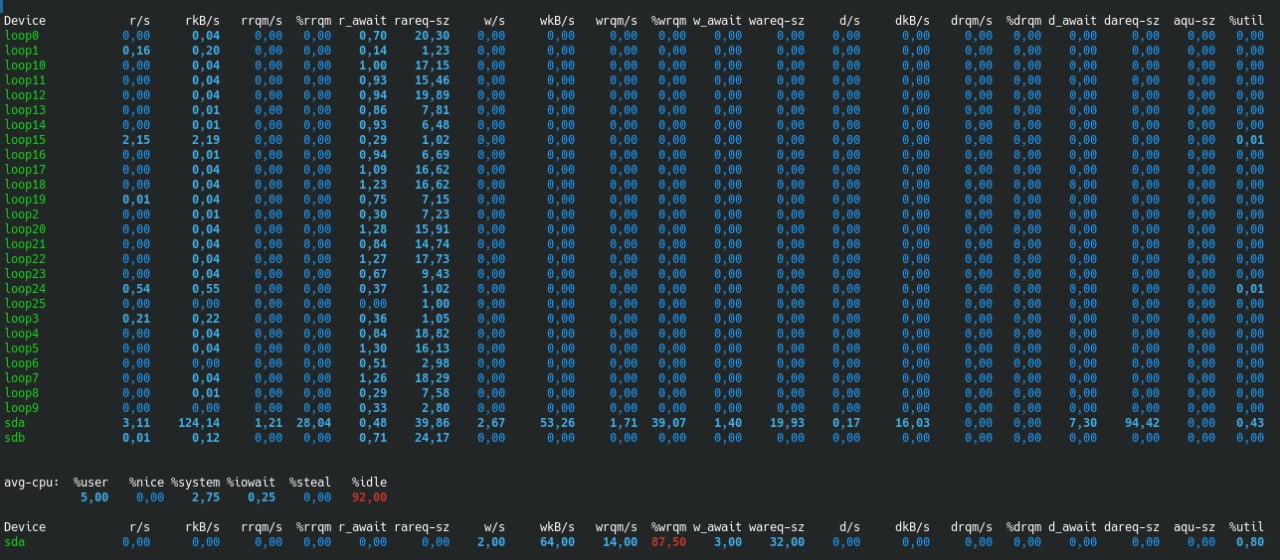 Device r/s rkB/s rrqm/s %rrqm r_await rareq-sz w/s wkB/s wrqm/s %wrqm w_await wareq-sz d/s dkB/s drqm/s %drqm d_await dareq-sz aqu-sz %util
loop0 0,00 0,04 0,00 0,00 0,70 20,30 0,00 0,00 0,00 0,00 0,00 0,00 0,00 0,00 0,00 0,00 0,00 0,00 0,00 0,00
loop1 0,16 0,20 0,00 0,00 0,14 1,23 0,00 0,00 0,00 0,00 0,00 0,00 0,00 0,00 0,00 0,00 0,00 0,00 0,00 0,00
loop10 0,00 0,04 0,00 0,00 1,00 17,15 0,00 0,00 0,00 0,00 0,00 0,00 0,00 0,00 0,00 0,00 0,00 0,00 0,00 0,00
loop11 0,00 0,04 0,00 0,00 0,93 15,46 0,00 0,00 0,00 0,00 0,00 0,00 0,00 0,00 0,00 0,00 0,00 0,00 0,00 0,00
loop12 0,00 0,04 0,00 0,00 0,94 19,89 0,00 0,00 0,00 0,00 0,00 0,00 0,00 0,00 0,00 0,00 0,00 0,00 0,00 0,00
loop13 0,00 0,01 0,00 0,00 0,86 7,81 0,00 0,00 0,00 0,00 0,00 0,00 0,00 0,00 0,00 0,00 0,00 0,00 0,00 0,00
loop14 0,00 0,01 0,00 0,00 0,93 6,48 0,00 0,00 0,00 0,00 0,00 0,00 0,00 0,00 0,00 0,00 0,00 0,00 0,00 0,00
loop15 2,15 2,19 0,00 0,00 0,29 1,02 0,00 0,00 0,00 0,00 0,00 0,00 0,00 0,00 0,00 0,00 0,00 0,00 0,00 0,01
loop16 0,00 0,01 0,00 0,00 0,94 6,69 0,00 0,00 0,00 0,00 0,00 0,00 0,00 0,00 0,00 0,00 0,00 0,00 0,00 0,00
loop17 0,00 0,04 0,00 0,00 1,09 16,62 0,00 0,00 0,00 0,00 0,00 0,00 0,00 0,00 0,00 0,00 0,00 0,00 0,00 0,00
loop18 0,00 0,04 0,00 0,00 1,23 16,62 0,00 0,00 0,00 0,00 0,00 0,00 0,00 0,00 0,00 0,00 0,00 0,00 0,00 0,00
loop19 0,01 0,04 0,00 0,00 0,75 7,15 0,00 0,00 0,00 0,00 0,00 0,00 0,00 0,00 0,00 0,00 0,00 0,00 0,00 0,00
loop2 0,00 0,01 0,00 0,00 0,30 7,23 0,00 0,00 0,00 0,00 0,00 0,00 0,00 0,00 0,00 0,00 0,00 0,00 0,00 0,00
loop20 0,00 0,04 0,00 0,00 1,28 15,91 0,00 0,00 0,00 0,00 0,00 0,00 0,00 0,00 0,00 0,00 0,00 0,00 0,00 0,00
loop21 0,00 0,04 0,00 0,00 0,84 14,74 0,00 0,00 0,00 0,00 0,00 0,00 0,00 0,00 0,00 0,00 0,00 0,00 0,00 0,00
loop22 0,00 0,04 0,00 0,00 1,27 17,73 0,00 0,00 0,00 0,00 0,00 0,00 0,00 0,00 0,00 0,00 0,00 0,00 0,00 0,00
loop23 0,00 0,04 0,00 0,00 0,67 9,43 0,00 0,00 0,00 0,00 0,00 0,00 0,00 0,00 0,00 0,00 0,00 0,00 0,00 0,00
loop24 0,54 0,55 0,00 0,00 0,37 1,02 0,00 0,00 0,00 0,00 0,00 0,00 0,00 0,00 0,00 0,00 0,00 0,00 0,00 0,01
loop25 0,00 0,00 0,00 0,00 0,00 1,00 0,00 0,00 0,00 0,00 0,00 0,00 0,00 0,00 0,00 0,00 0,00 0,00 0,00 0,00
loop3 0,21 0,22 0,00 0,00 0,36 1,05 0,00 0,00 0,00 0,00 0,00 0,00 0,00 0,00 0,00 0,00 0,00 0,00 0,00 0,00
loop4 0,00 0,04 0,00 0,00 0,84 18,82 0,00 0,00 0,00 0,00 0,00 0,00 0,00 0,00 0,00 0,00 0,00 0,00 0,00 0,00
loop5 0,00 0,04 0,00 0,00 1,30 16,13 0,00 0,00 0,00 0,00 0,00 0,00 0,00 0,00 0,00 0,00 0,00 0,00 0,00 0,00
loop6 0,00 0,00 0,00 0,00 0,51 2,98 0,00 0,00 0,00 0,00 0,00 0,00 0,00 0,00 0,00 0,00 0,00 0,00 0,00 0,00
loop7 0,00 0,04 0,00 0,00 1,26 18,29 0,00 0,00 0,00 0,00 0,00 0,00 0,00 0,00 0,00 0,00 0,00 0,00 0,00 0,00
loop8 0,00 0,01 0,00 0,00 0,29 7,58 0,00 0,00 0,00 0,00 0,00 0,00 0,00 0,00 0,00 0,00 0,00 0,00 0,00 0,00
loop9 0,00 0,00 0,00 0,00 0,33 2,80 0,00 0,00 0,00 0,00 0,00 0,00 0,00 0,00 0,00 0,00 0,00 0,00 0,00 0,00
sda 3,11 124,14 1,21 28,04 0,48 39,86 2,67 53,26 1,71 39,07 1,40 19,93 0,17 16,03 0,00 0,00 7,30 94,42 0,00 0,43
sdb 0,01 0,12 0,00 0,00 0,71 24,17 0,00 0,00 0,00 0,00 0,00 0,00 0,00 0,00 0,00 0,00 0,00 0,00 0,00 0,00
avg-cpu: %user %nice %system %iowait %steal %idle
5,00 0,00 2,75 0,25 0,00 92,00
Device r/s rkB/s rrqm/s %rrqm r_await rareq-sz w/s wkB/s wrqm/s %wrqm w_await wareq-sz d/s dkB/s drqm/s %drqm d_await dareq-sz aqu-sz %util
sda 0,00 0,00 0,00 0,00 0,00 0,00 2,00 64,00 14,00 87,50 3,00 32,00 0,00 0,00 0,00 0,00 0,00 0,00 0,00 0,80